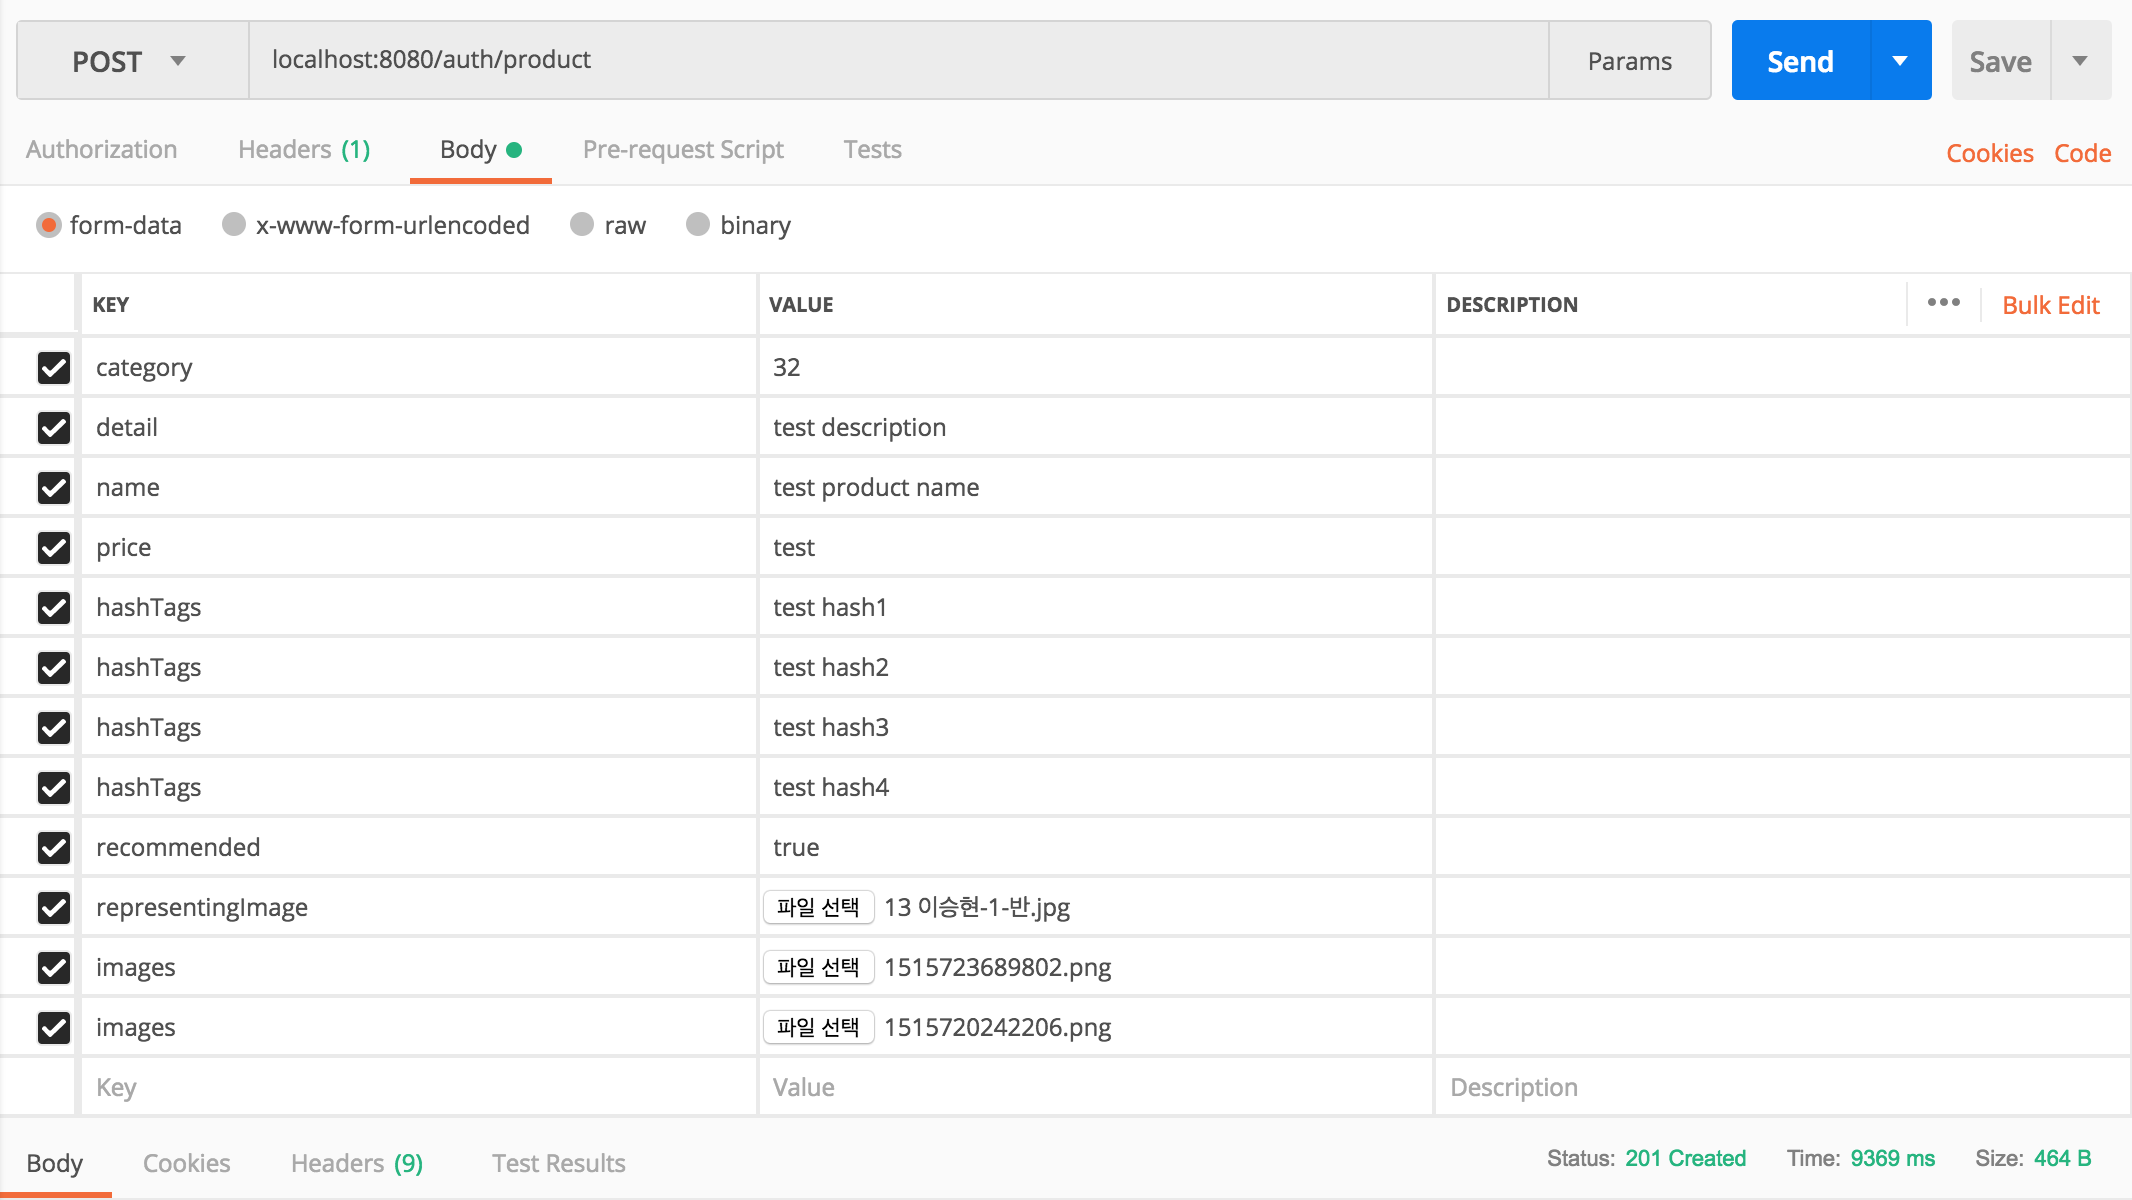 POST localhost:8080/auth/product Params Send Save
Authorization Headers (1) Body Pre-request Script Tests Cookies Code
form-data x-www-form-urlencoded raw binary
KEY VALUE DESCRIPTION ••• Bulk Edit
category 32
detail test description
name test product name
price test
hashTags test hash1
hashTags test hash2
hashTags test hash3
hashTags test hash4
recommended true
representingImage 파일 선택 13 이승현-1-반.jpg
images 파일 선택 1515723689802.png
images 파일 선택 1515720242206.png
Key Value Description
Body Cookies Headers (9) Test Results Status: 201 Created Time: 9369 ms Size: 464 B